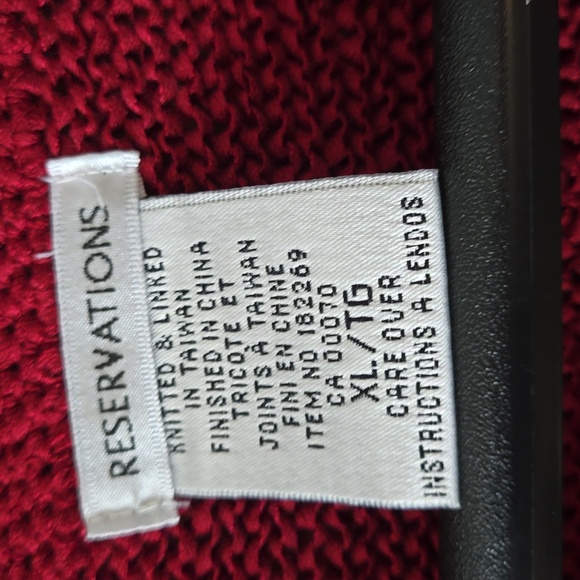 RESERVATIONS
KNITTED & LINKED
IN TAIWAN
FINISHED IN CHINA
TRICOTE ET
JOINTS À TAIWAN
FINI EN CHINE
ITEM NO 182269
CA 00070
XL/TG
CARE OVER
INSTRUCTIONS A LENDOS